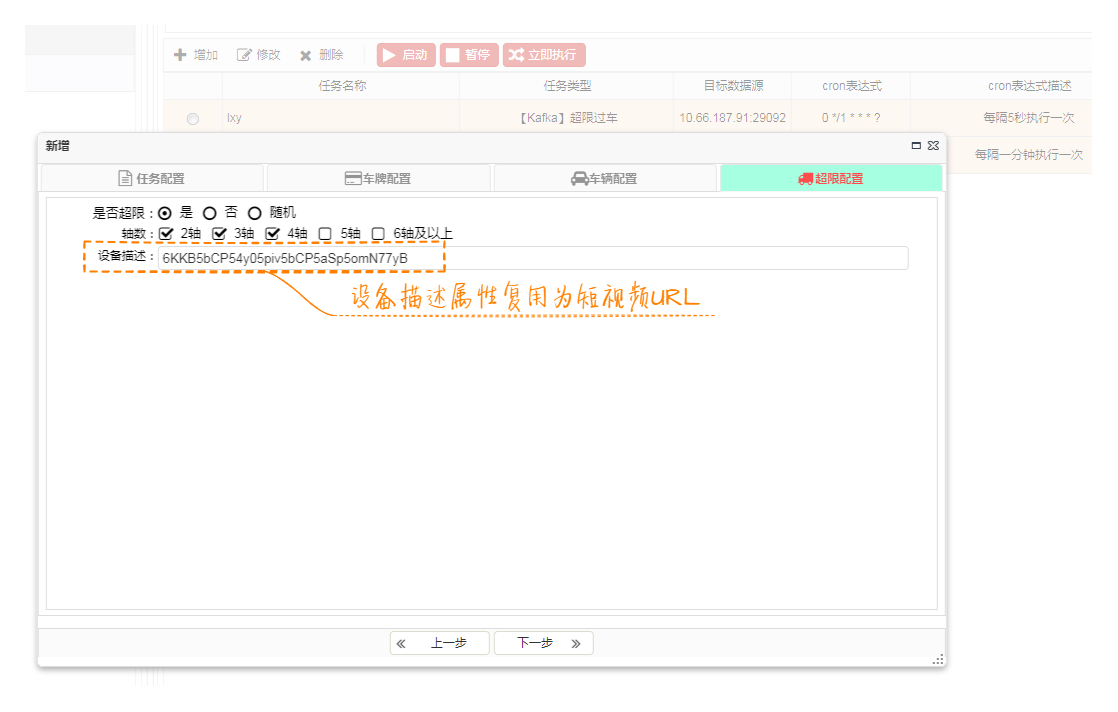 增加 修改 删除 启动 暂停 立即执行
任务名称 任务类型 目标数据源 cron表达式 cron表达式描述
lxy 【Kafka】超限过车 10.66.187.91:29092 0 */1 * * * ? 每隔5秒执行一次
新增
每隔一分钟执行一次
任务配置 车牌配置 车辆配置 超限配置
是否超限： 是 否 随机
轴数： 2轴 3轴 4轴 5轴 6轴及以上
设备描述： 6KKB5bCP54y05piv5bCP5aSp5omN77yB
设备描述属性复用为短视频URL
上一步 下一步